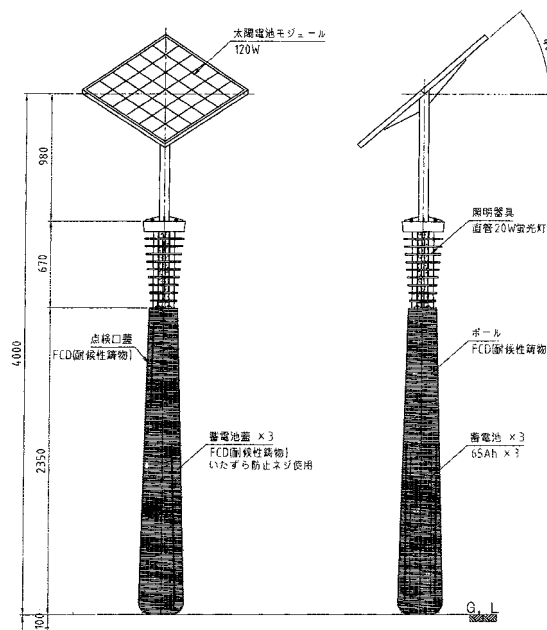 太陽電池モジュール
120W
980
照明器具
直管20W蛍光灯
670
点検口蓋
FCD(耐候性鋳物)
ポール
FCD(耐候性鋳物
4000
2350
蓄電池蓋 ×3
FCD(耐候性鋳物)
いたずら防止ネジ使用
蓄電池 ×3
65Ah ×3
G. L
100